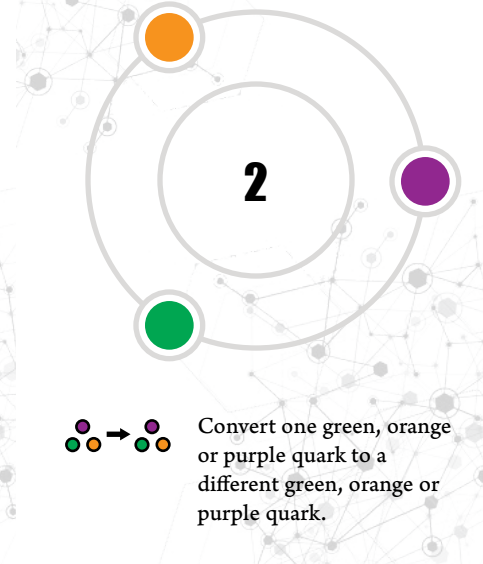 2
Convert one green, orange
or purple quark to a
different green, orange or
purple quark.